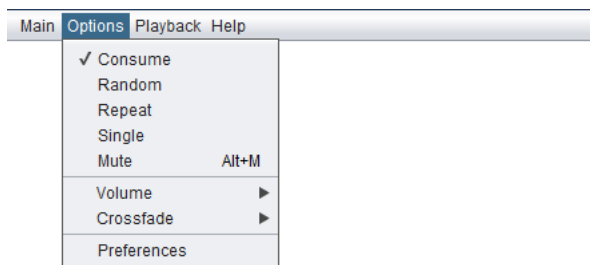 Main Options Playback Help
✓ Consume
Random
Repeat
Single
Mute Alt+M
Volume ▶
Crossfade ▶
Preferences